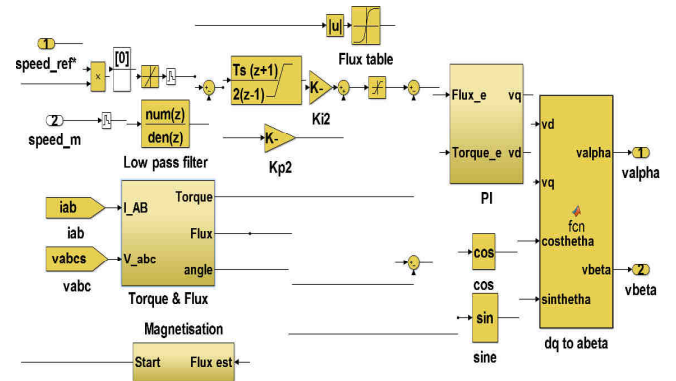 |u|
Flux table
1
speed_ref*
x
[0]
Ts (z+1)
2(z-1)
K-
Ki2
2
speed_m
num(z)
den(z)
Low pass filter
K-
Kp2
Flux_e
vq
Torque_e
vd
PI
vd
vq
costhetha
sinthetha
fcn
valpha
vbeta
dq to abeta
1
valpha
2
vbeta
iab
iab
vabcs
vabc
I_AB
V_abc
Torque
Flux
angle
Torque & Flux
cos
cos
sin
sine
Magnetisation
Start
Flux est